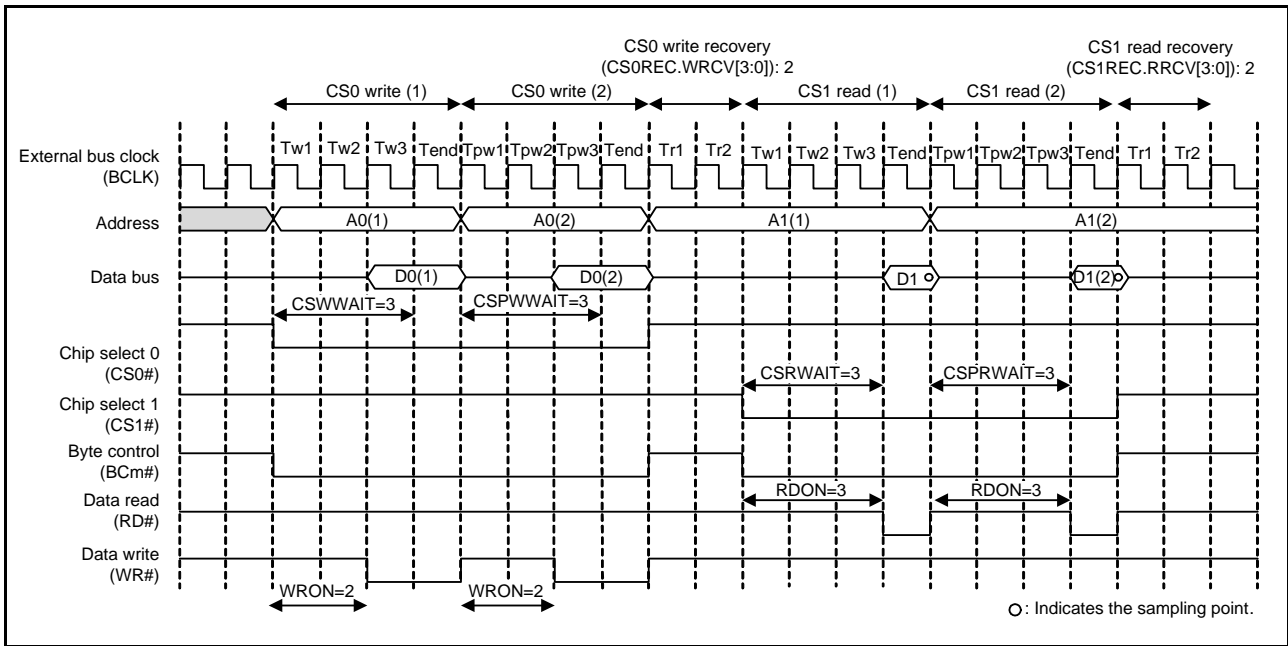 CS0 write recovery
(CS0REC.WRCV[3:0]): 2
CS1 read recovery
(CS1REC.RRCV[3:0]): 2
CS0 write (1) CS0 write (2) CS1 read (1) CS1 read (2)
Tw1 Tw2 Tw3 Tend Tpw1 Tpw2 Tpw3 Tend Tr1 Tr2 Tw1 Tw2 Tw3 Tend Tpw1 Tpw2 Tpw3 Tend Tr1 Tr2
External bus clock
(BCLK)
Address A0(1) A0(2) A1(1) A1(2)
Data bus D0(1) D0(2) D1 D1(2)
CSWWAIT=3 CSPWWAIT=3
Chip select 0
(CS0#)
CSRWAIT=3 CSPRWAIT=3
Chip select 1
(CS1#)
Byte control
(BCm#)
Data read
(RD#)
RDON=3 RDON=3
Data write
(WR#)
WRON=2 WRON=2
: Indicates the sampling point.